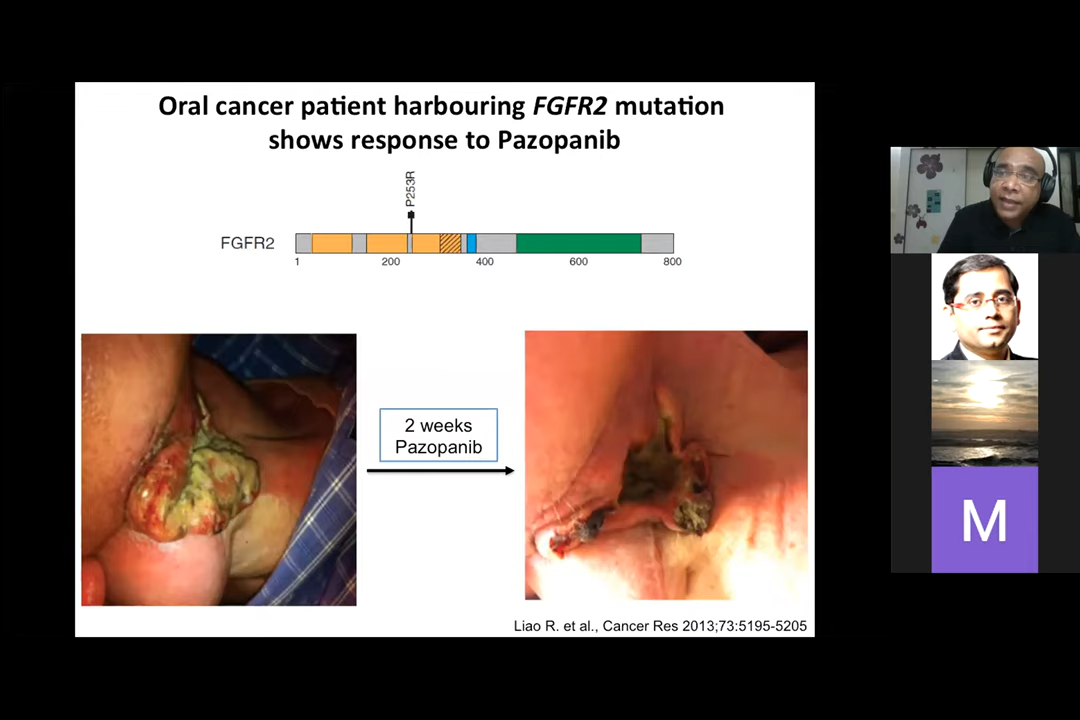 Oral cancer patient harbouring FGFR2 mutation
shows response to Pazopanib
P253R
FGFR2
1 200 400 600 800
2 weeks
Pazopanib
Liao R. et al., Cancer Res 2013;73:5195-5205
M